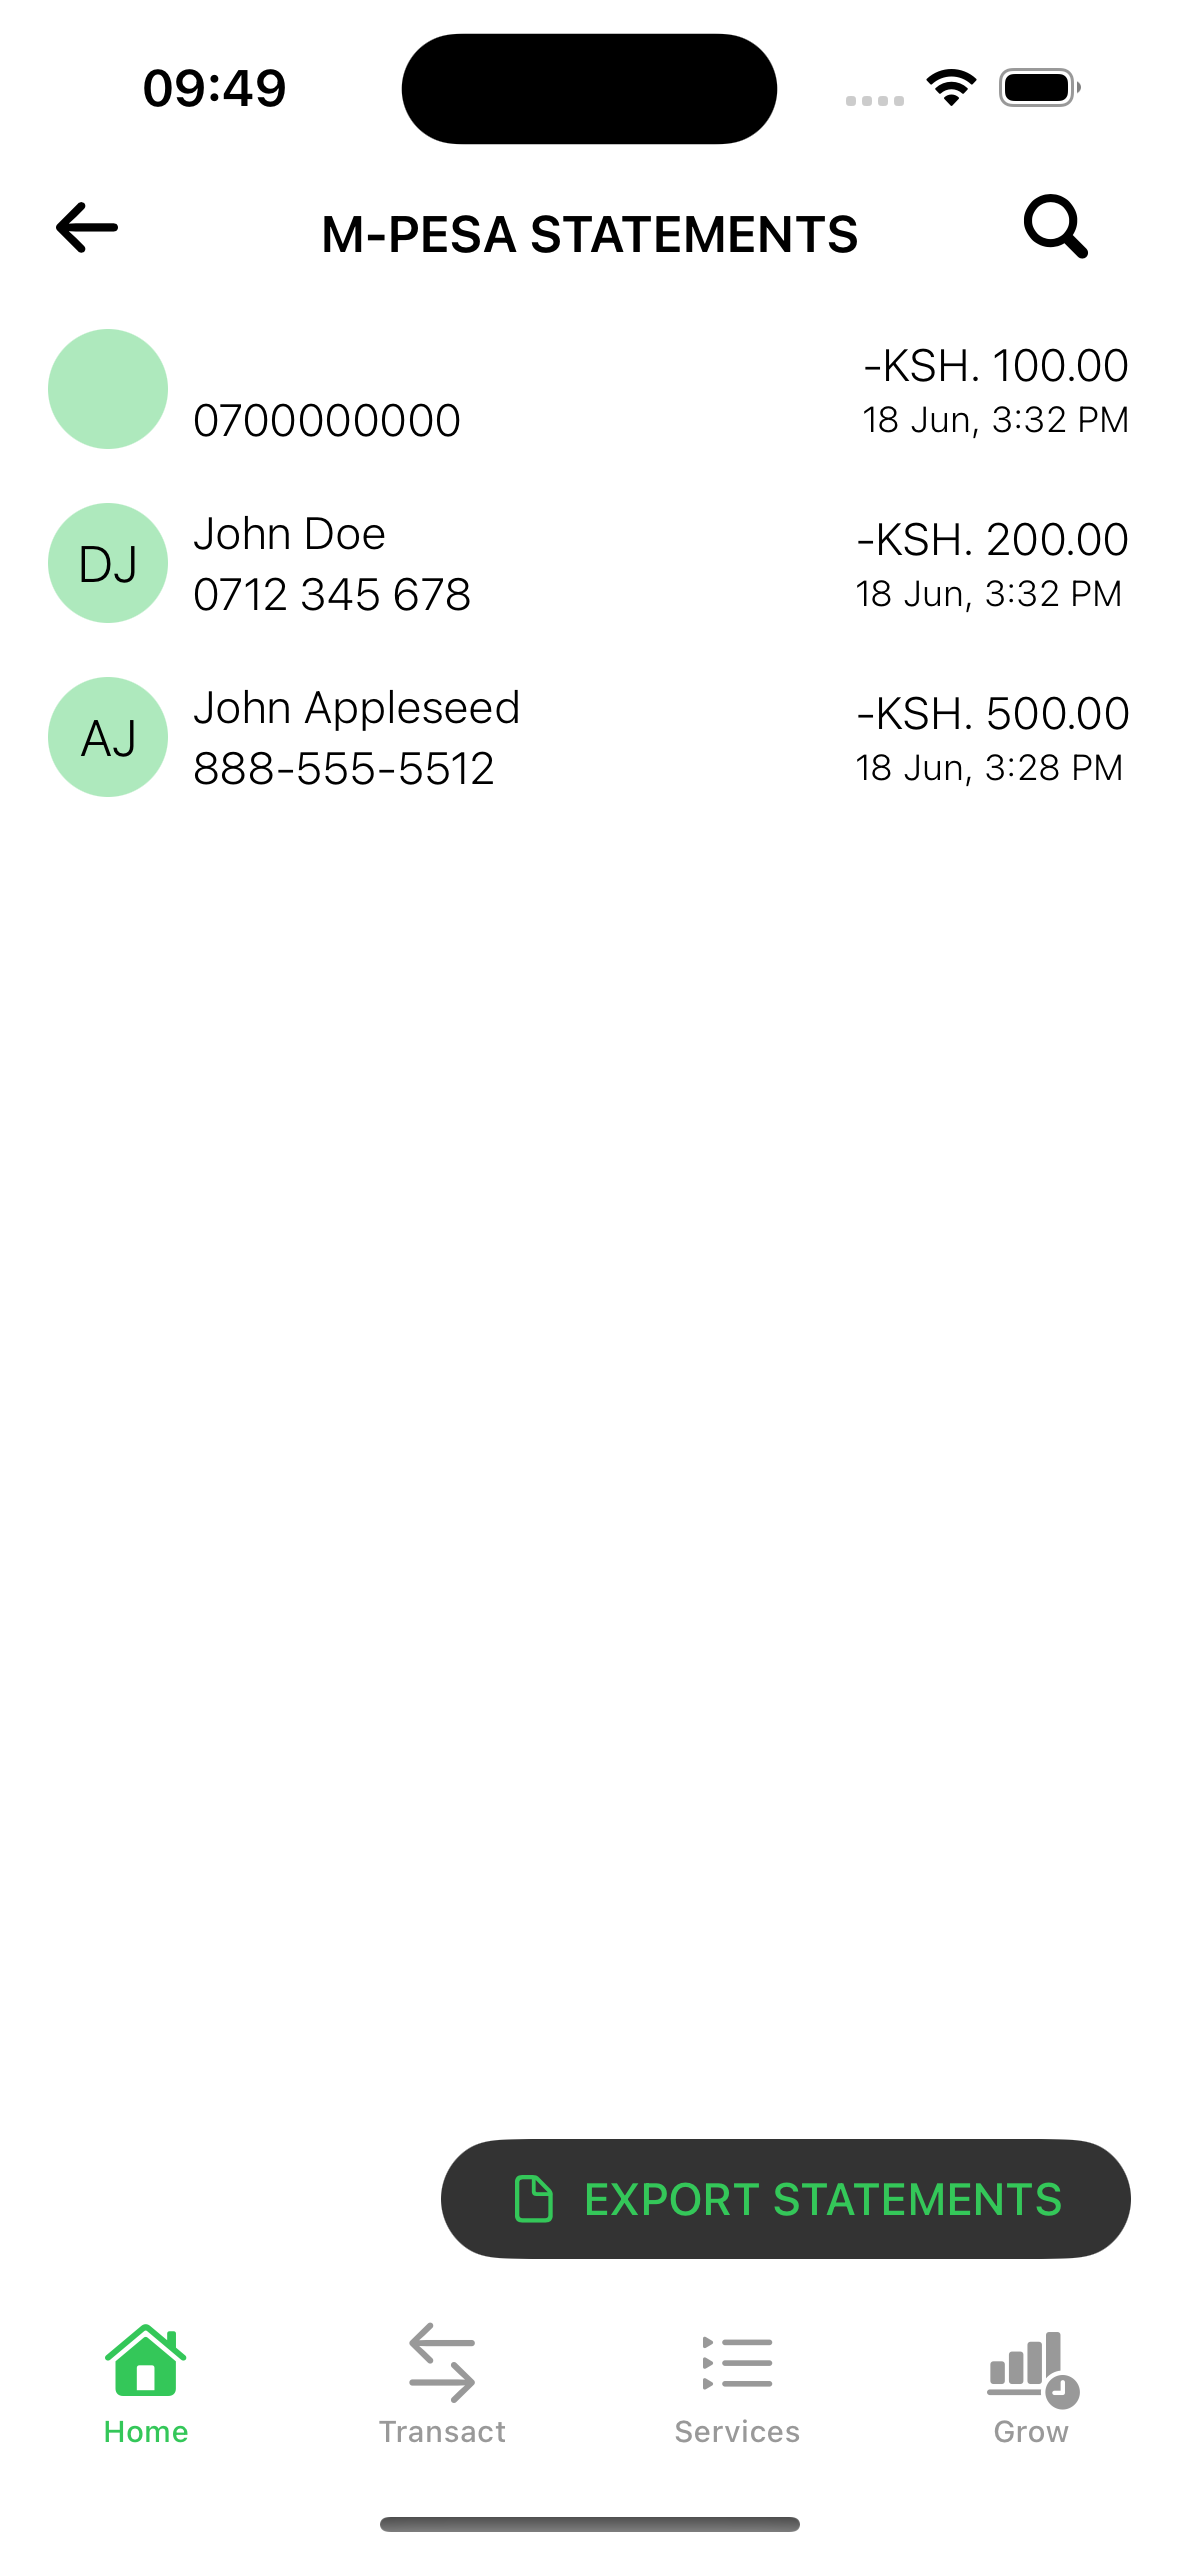 09:49
M-PESA STATEMENTS
-KSH. 100.00
0700000000
18 Jun, 3:32 PM
DJ
John Doe
-KSH. 200.00
0712 345 678
18 Jun, 3:32 PM
AJ
John Appleseed
-KSH. 500.00
888-555-5512
18 Jun, 3:28 PM
EXPORT STATEMENTS
Home
Transact
Services
Grow